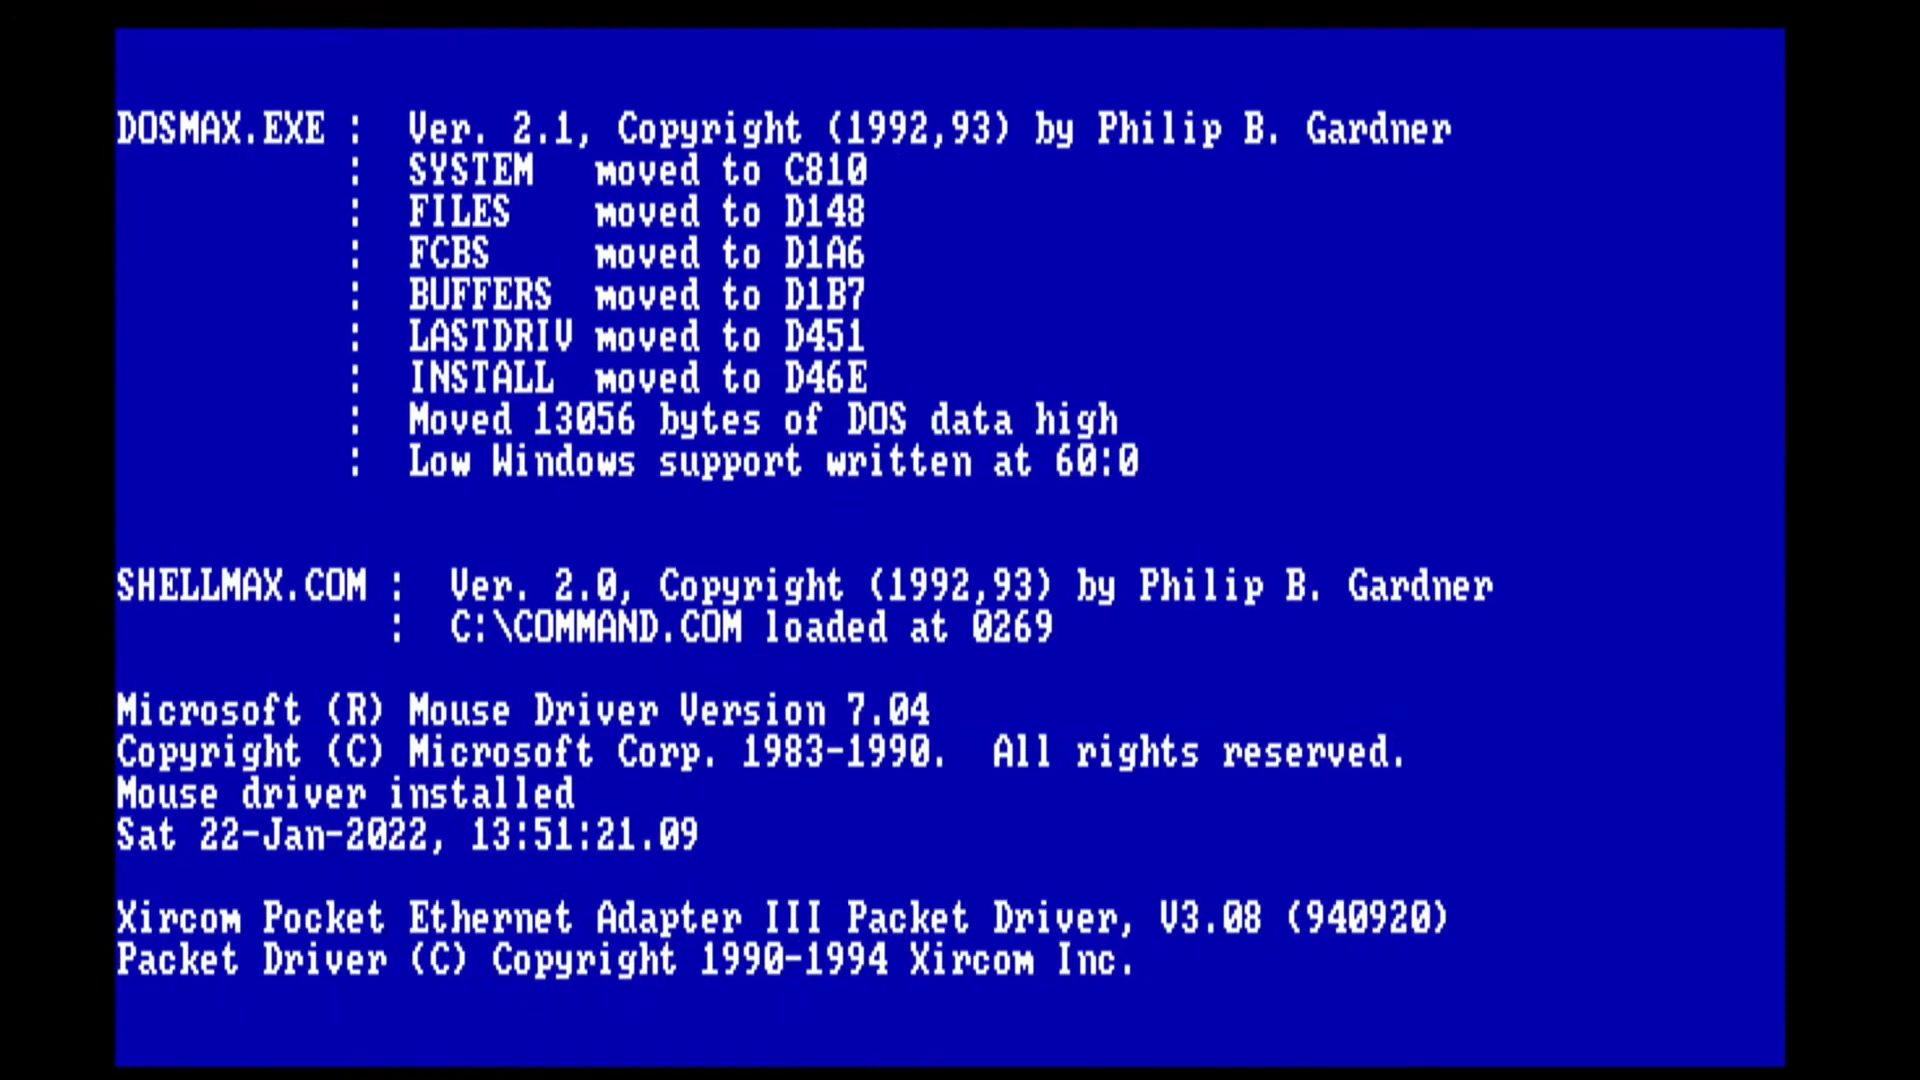 DOSMAX.EXE :  Ver. 2.1, Copyright (1992,93) by Philip B. Gardner
           :  SYSTEM   moved to C810
           :  FILES    moved to D148
           :  FCBS     moved to D1A6
           :  BUFFERS  moved to D1B7
           :  LASTDRIV moved to D451
           :  INSTALL  moved to D46E
           :  Moved 13056 bytes of DOS data high
           :  Low Windows support written at 60:0
SHELLMAX.COM :  Ver. 2.0, Copyright (1992,93) by Philip B. Gardner
             :  C:\COMMAND.COM loaded at 0269
Microsoft (R) Mouse Driver Version 7.04
Copyright (C) Microsoft Corp. 1983-1990.  All rights reserved.
Mouse driver installed
Sat 22-Jan-2022, 13:51:21.09
Xircom Pocket Ethernet Adapter III Packet Driver, V3.08 (940920)
Packet Driver (C) Copyright 1990-1994 Xircom Inc.